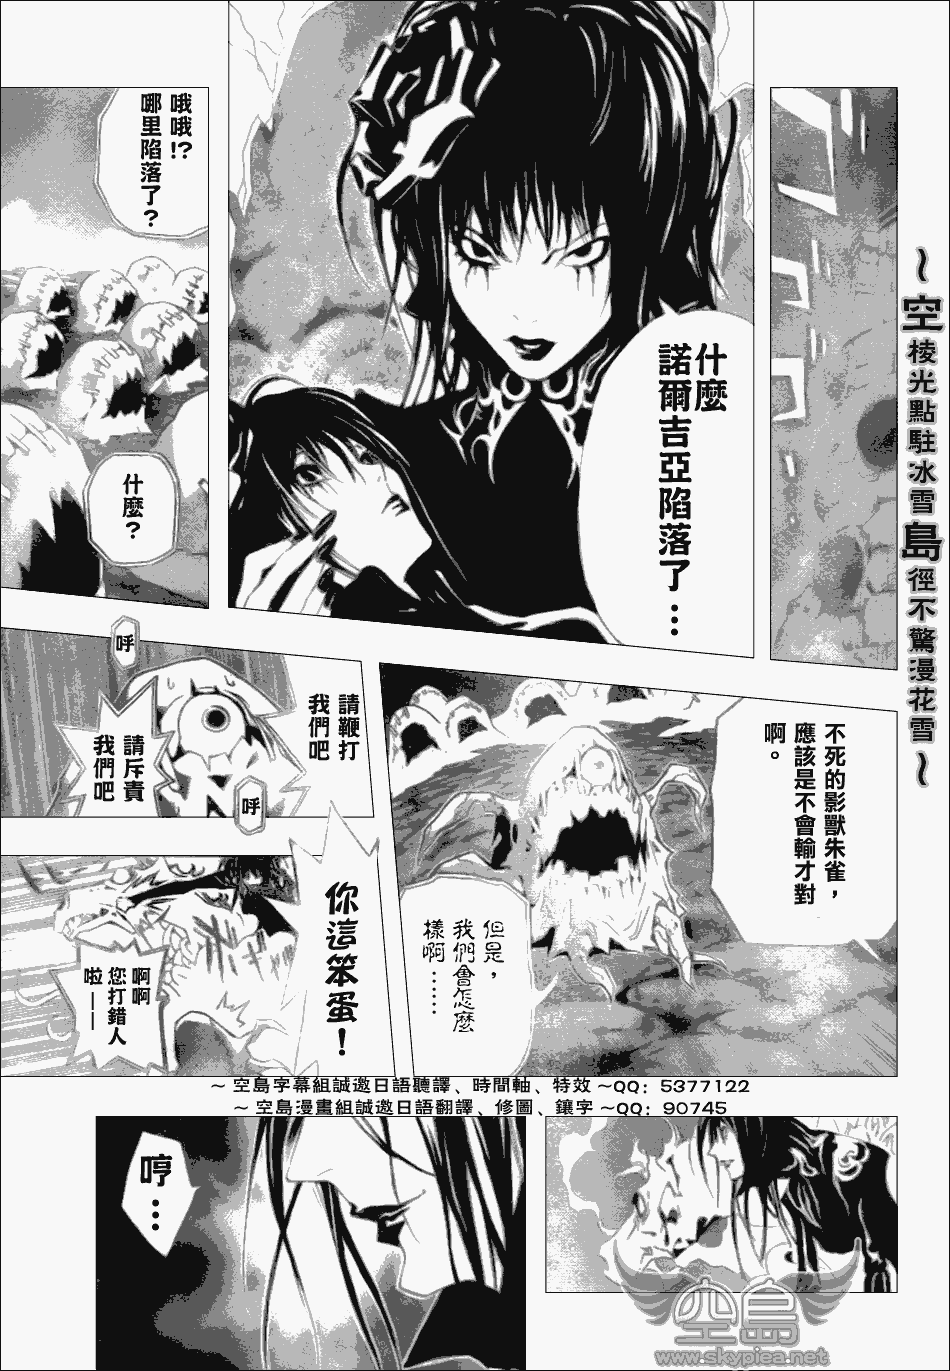 什麼
諾爾吉亞陷落了…
哦哦!?
哪里陷落了?
什麼?
不死的影獸朱雀，
應該是不會輸才對
啊。
但是，
我們會怎麼
樣啊……
請鞭打
我們吧
呼
請斥責
我們吧
呼
你這笨蛋!
啊啊
您打錯人
啦——
～空島字幕組誠邀日語聽譯、時間軸、特效～QQ: 5377122
～空島漫畫組誠邀日語翻譯、修圖、鑲字～QQ: 90745
哼…
～空棱光點駐冰雪島徑不驚漫花雪～
空島
www.skypiea.net